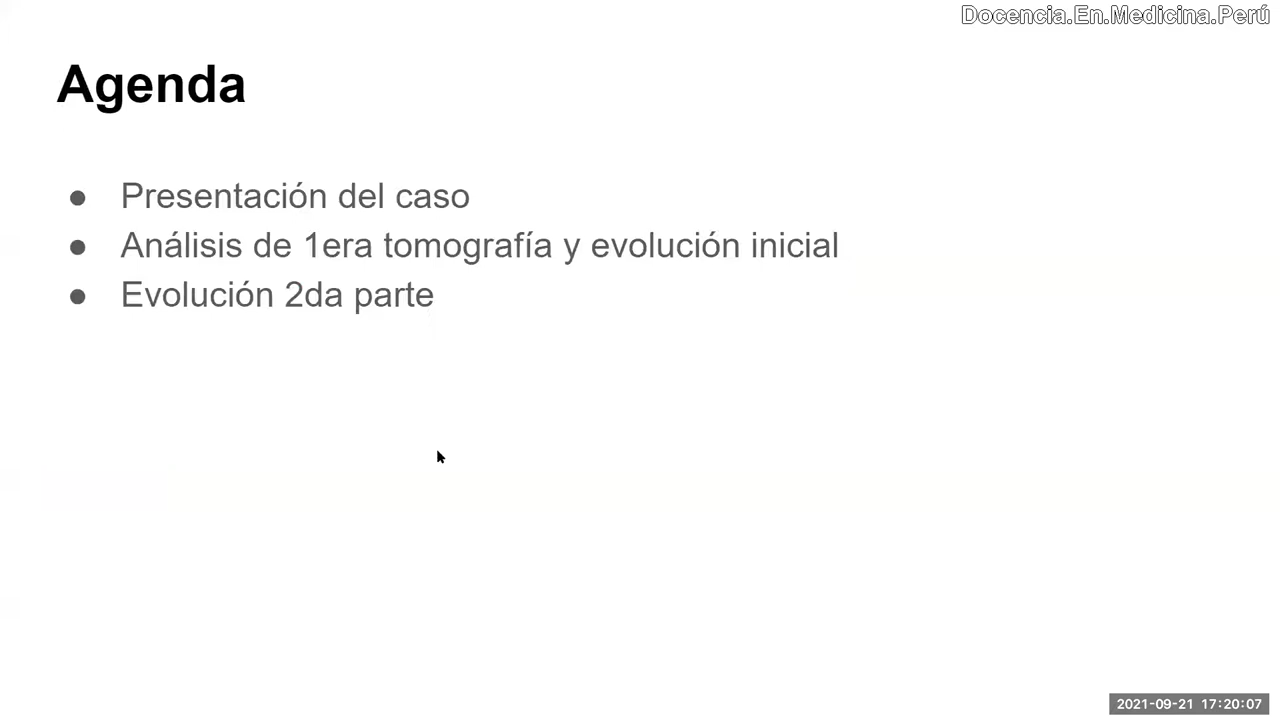 Docencia.En.Medicina.Perú
Agenda
● Presentación del caso
● Análisis de 1era tomografía y evolución inicial
● Evolución 2da parte
2021-09-21 17:20:07